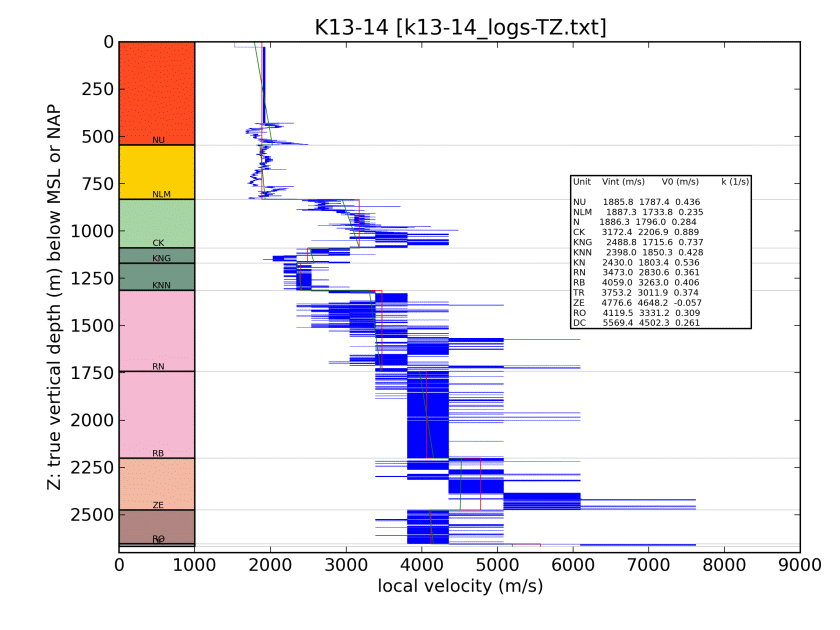 K13-14 [k13-14_logs-TZ.txt]
Z: true vertical depth (m) below MSL or NAP
0
250
500
750
1000
1250
1500
1750
2000
2250
2500
NU
NLM
CK
KNG
KNN
RN
RB
ZE
RO
Unit Vint (m/s) V0 (m/s) k (1/s)
NU 1885.8 1787.4 0.436
NLM 1887.3 1733.8 0.235
N 1886.3 1796.0 0.284
CK 3172.4 2206.9 0.889
KNG 2488.8 1715.6 0.737
KNN 2398.0 1850.3 0.428
KN 2430.0 1803.4 0.536
RN 3473.0 2830.6 0.361
RB 4059.0 3263.0 0.406
TR 3753.2 3011.9 0.374
ZE 4776.6 4648.2 -0.057
RO 4119.5 3331.2 0.309
DC 5569.4 4502.3 0.261
0 1000 2000 3000 4000 5000 6000 7000 8000 9000
local velocity (m/s)